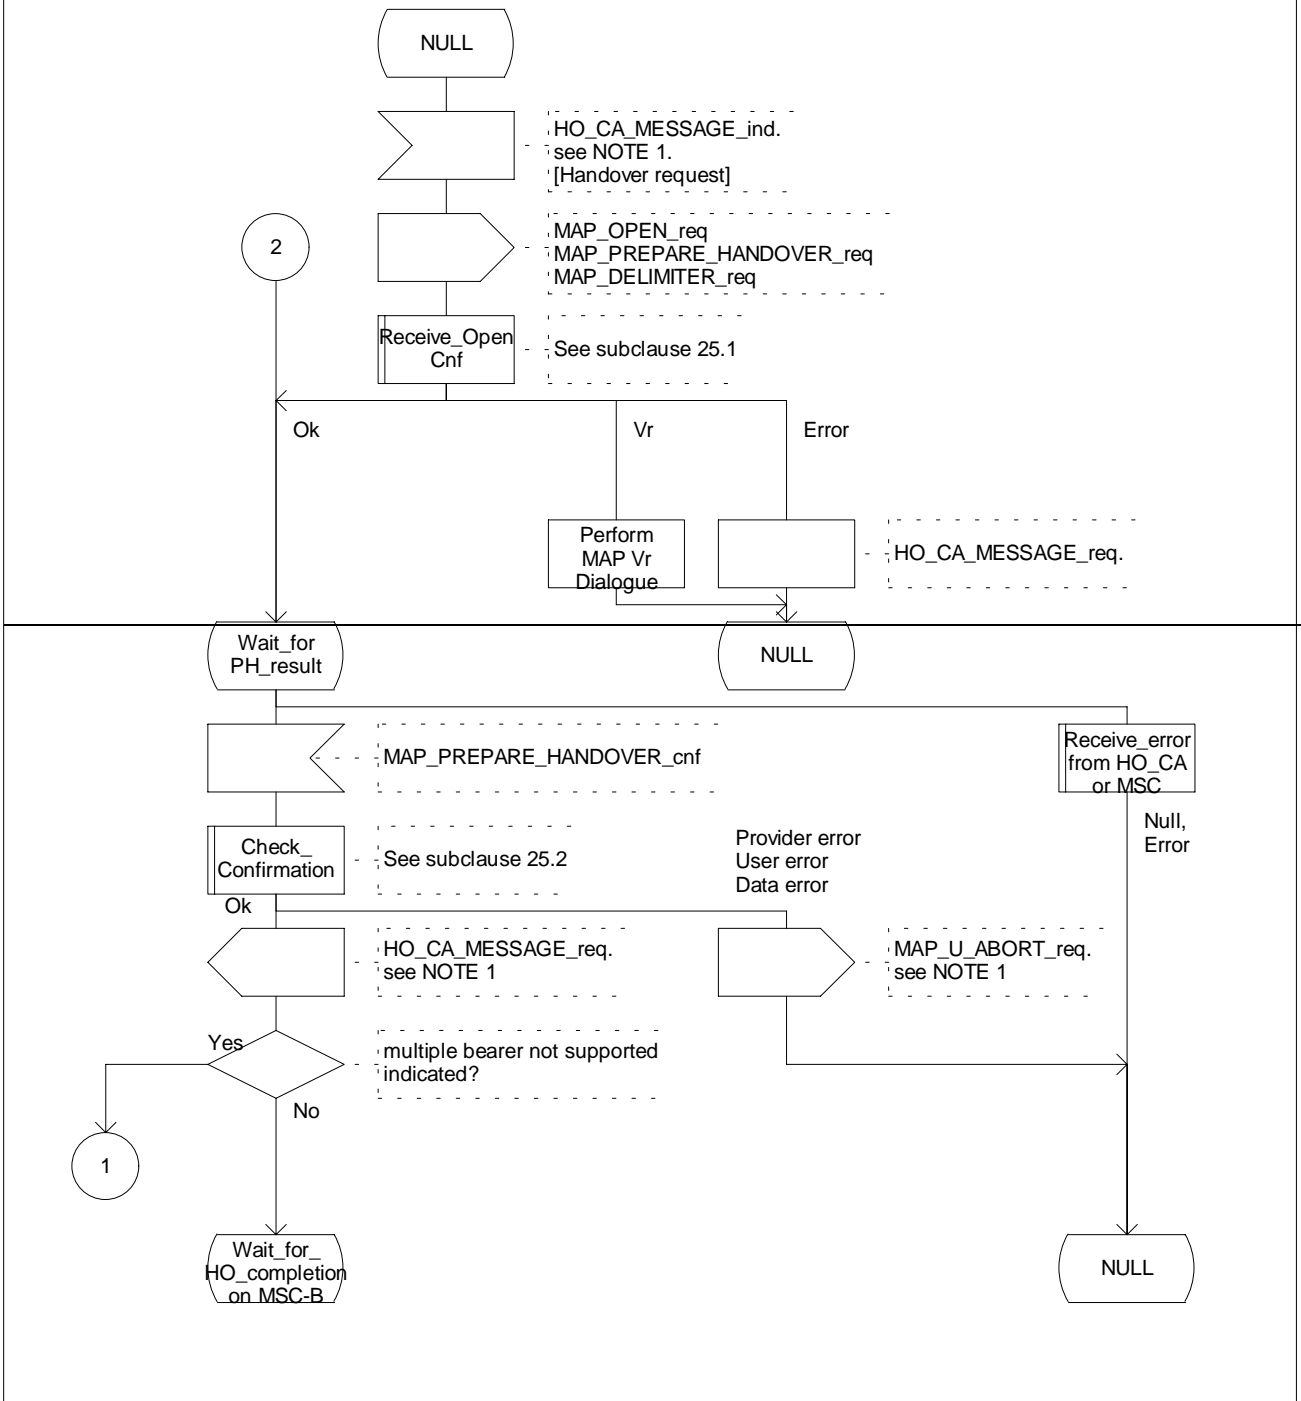 NULL
HO_CA_MESSAGE_ind.
see NOTE 1.
[Handover request]
2
MAP_OPEN_req
MAP_PREPARE_HANDOVER_req
MAP_DELIMITER_req
Receive_Open
Cnf
See subclause 25.1
Ok
Vr
Error
Perform
MAP Vr
Dialogue
HO_CA_MESSAGE_req.
Wait_for
PH_result
NULL
MAP_PREPARE_HANDOVER_cnf
Receive_error
from HO_CA
or MSC
Null,
Error
Check_
Confirmation
See subclause 25.2
Provider error
User error
Data error
Ok
HO_CA_MESSAGE_req.
see NOTE 1
MAP_U_ABORT_req.
see NOTE 1
Yes
multiple bearer not supported
indicated?
No
1
Wait_for_
HO_completion
on MSC-B
NULL